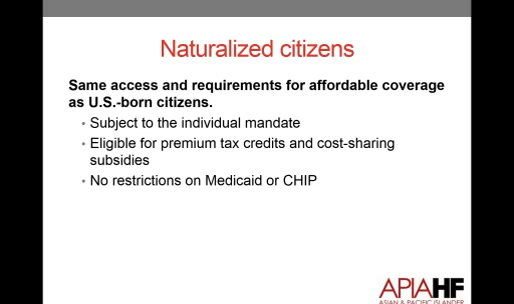 Naturalized citizens
Same access and requirements for affordable coverage
as U.S.-born citizens.
• Subject to the individual mandate
• Eligible for premium tax credits and cost-sharing
subsidies
• No restrictions on Medicaid or CHIP
APIAHF
ASIAN & PACIFIC ISLANDER